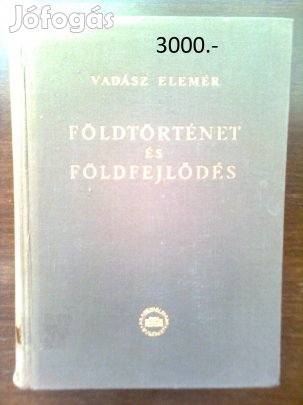 Jófogás
3000.-
VADÁSZ ELEMÉR
FÖLDTÖRTÉNET
ÉS
FÖLDFEJLŐDÉS